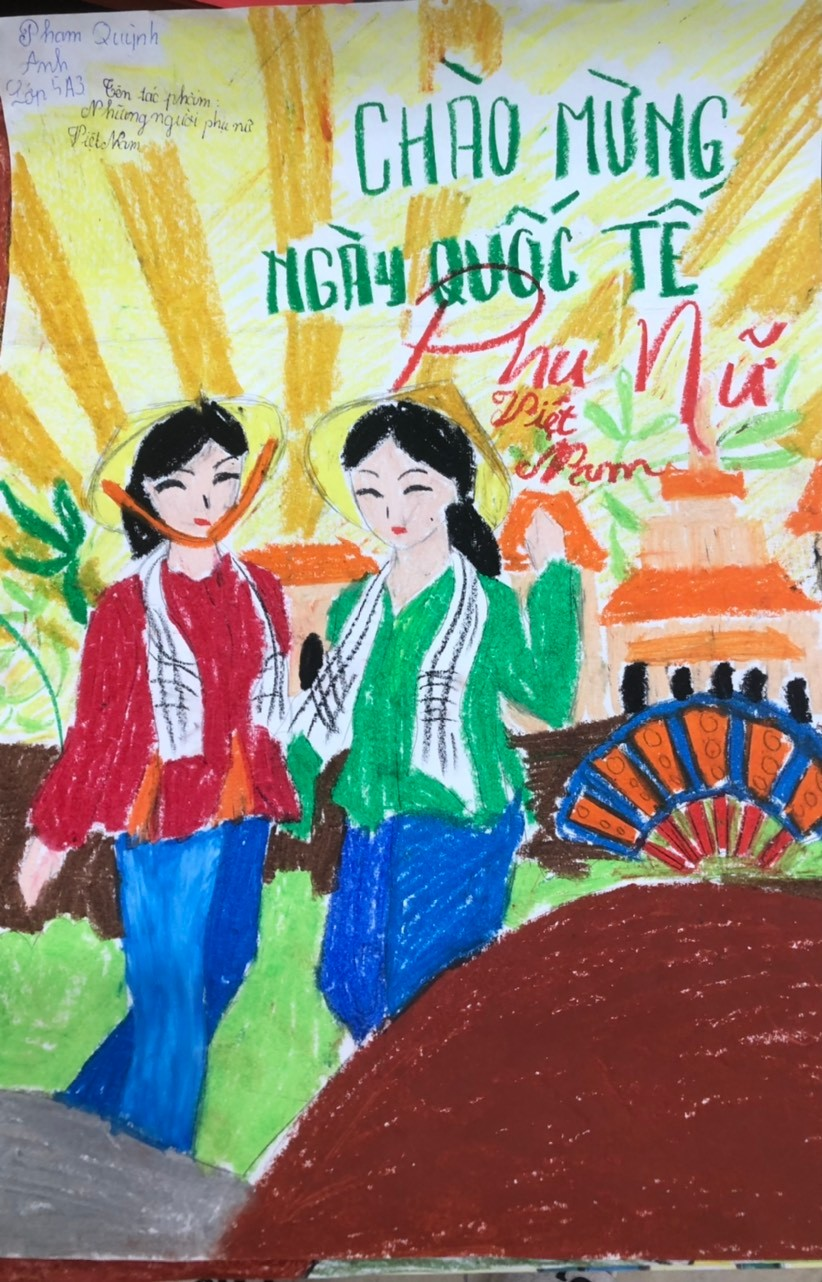 Phạm Quỳnh
Anh
Lớp 5A3
Tên tác phẩm:
Những người phụ nữ
Việt Nam
CHÀO MỪNG
NGÀY QUỐC TẾ
Phụ Nữ
Việt
Nam